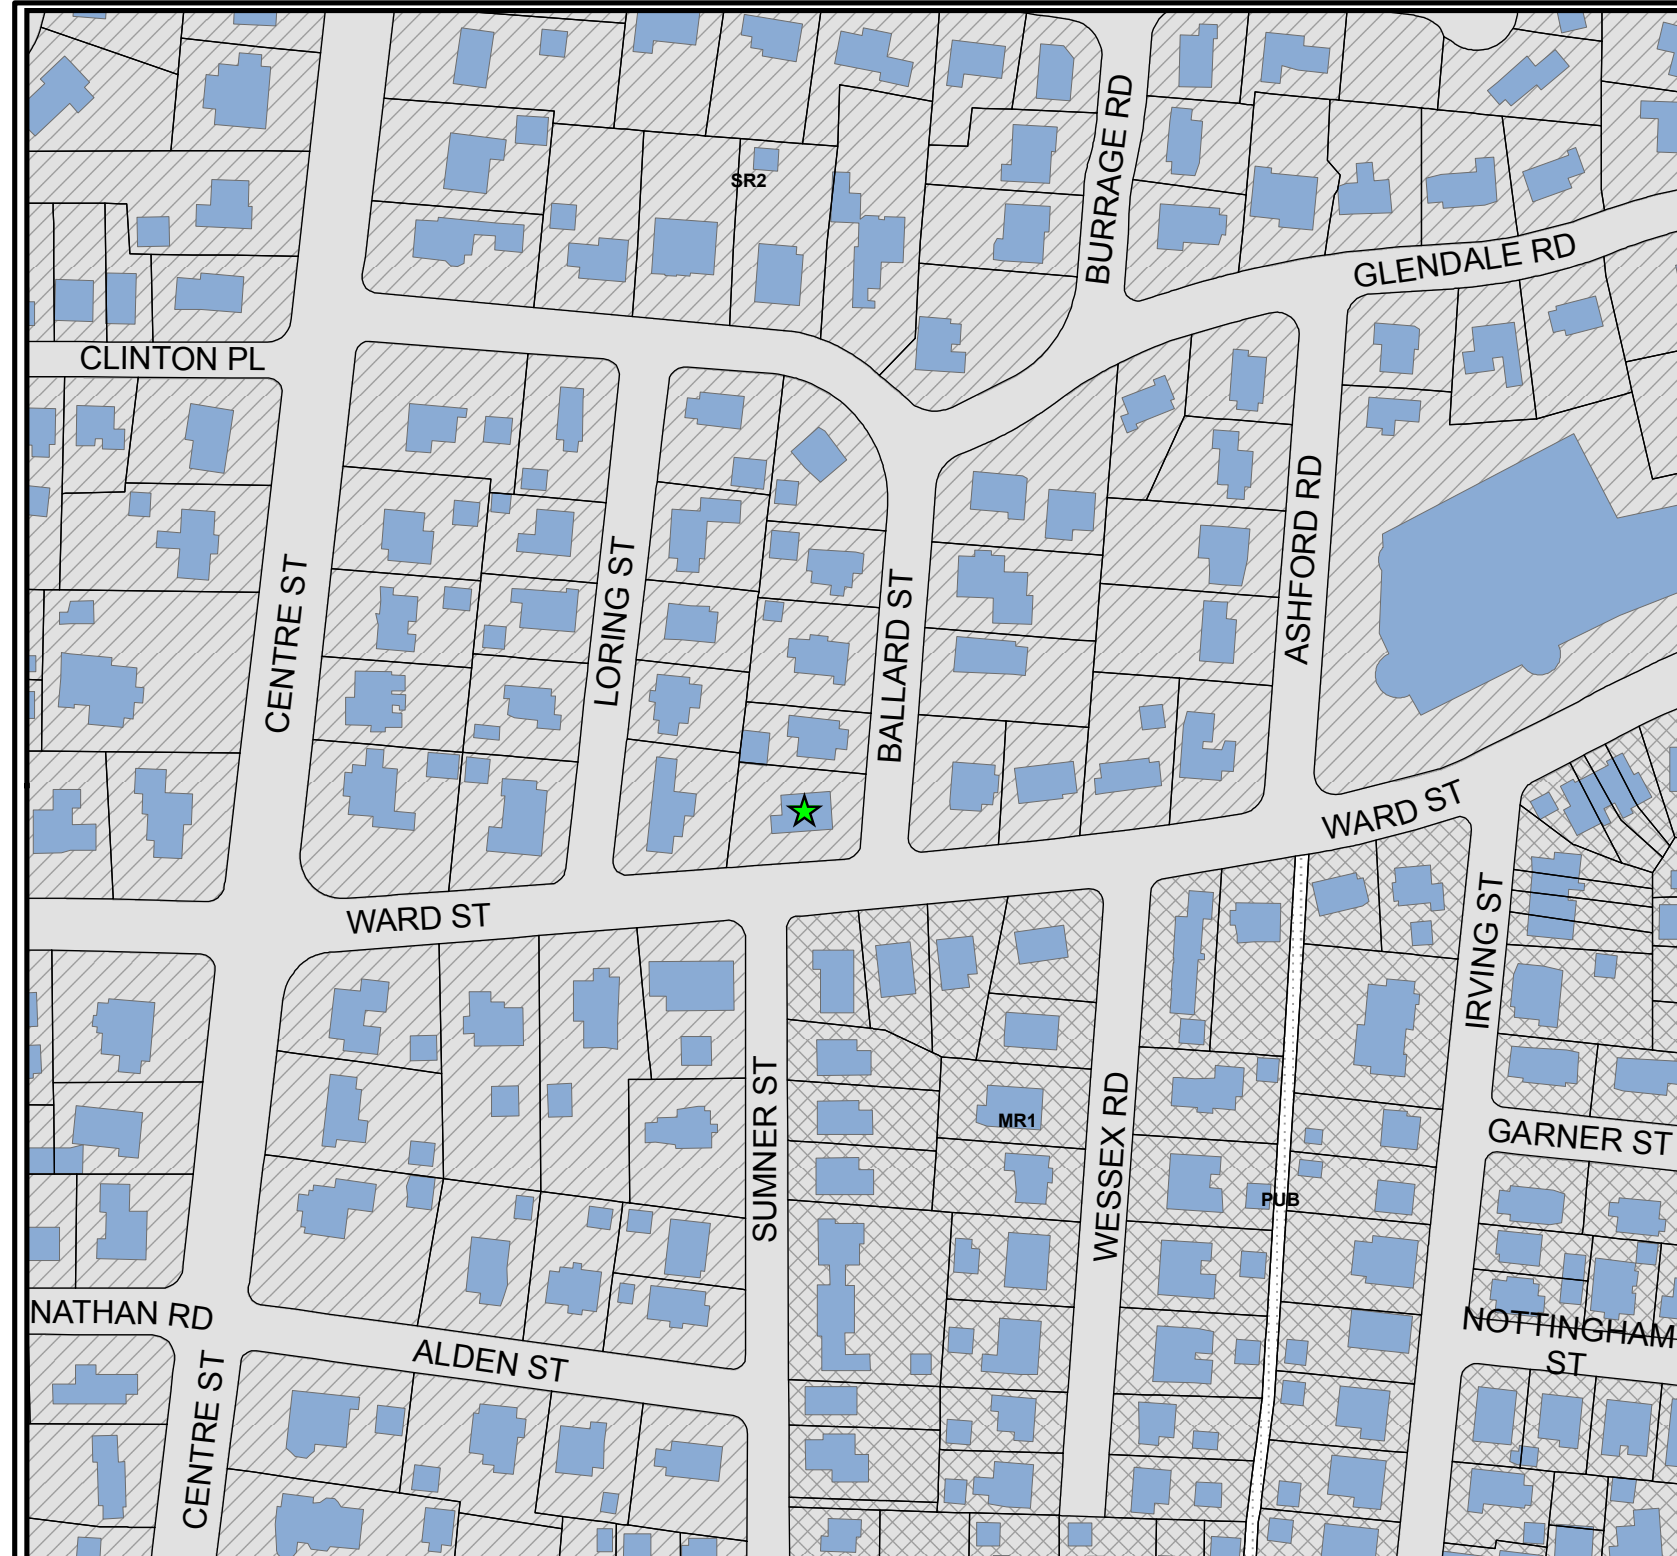 BURRAGE RD
SR2
GLENDALE RD
CLINTON PL
ASHFORD RD
CENTRE ST
LORING ST
BALLARD ST
WARD ST
WARD ST
IRVING ST
SUMNER ST
WESSEX RD
MR1
GARNER ST
PUB
NATHAN RD
NOTTINGHAM
ST
ALDEN ST
CENTRE ST